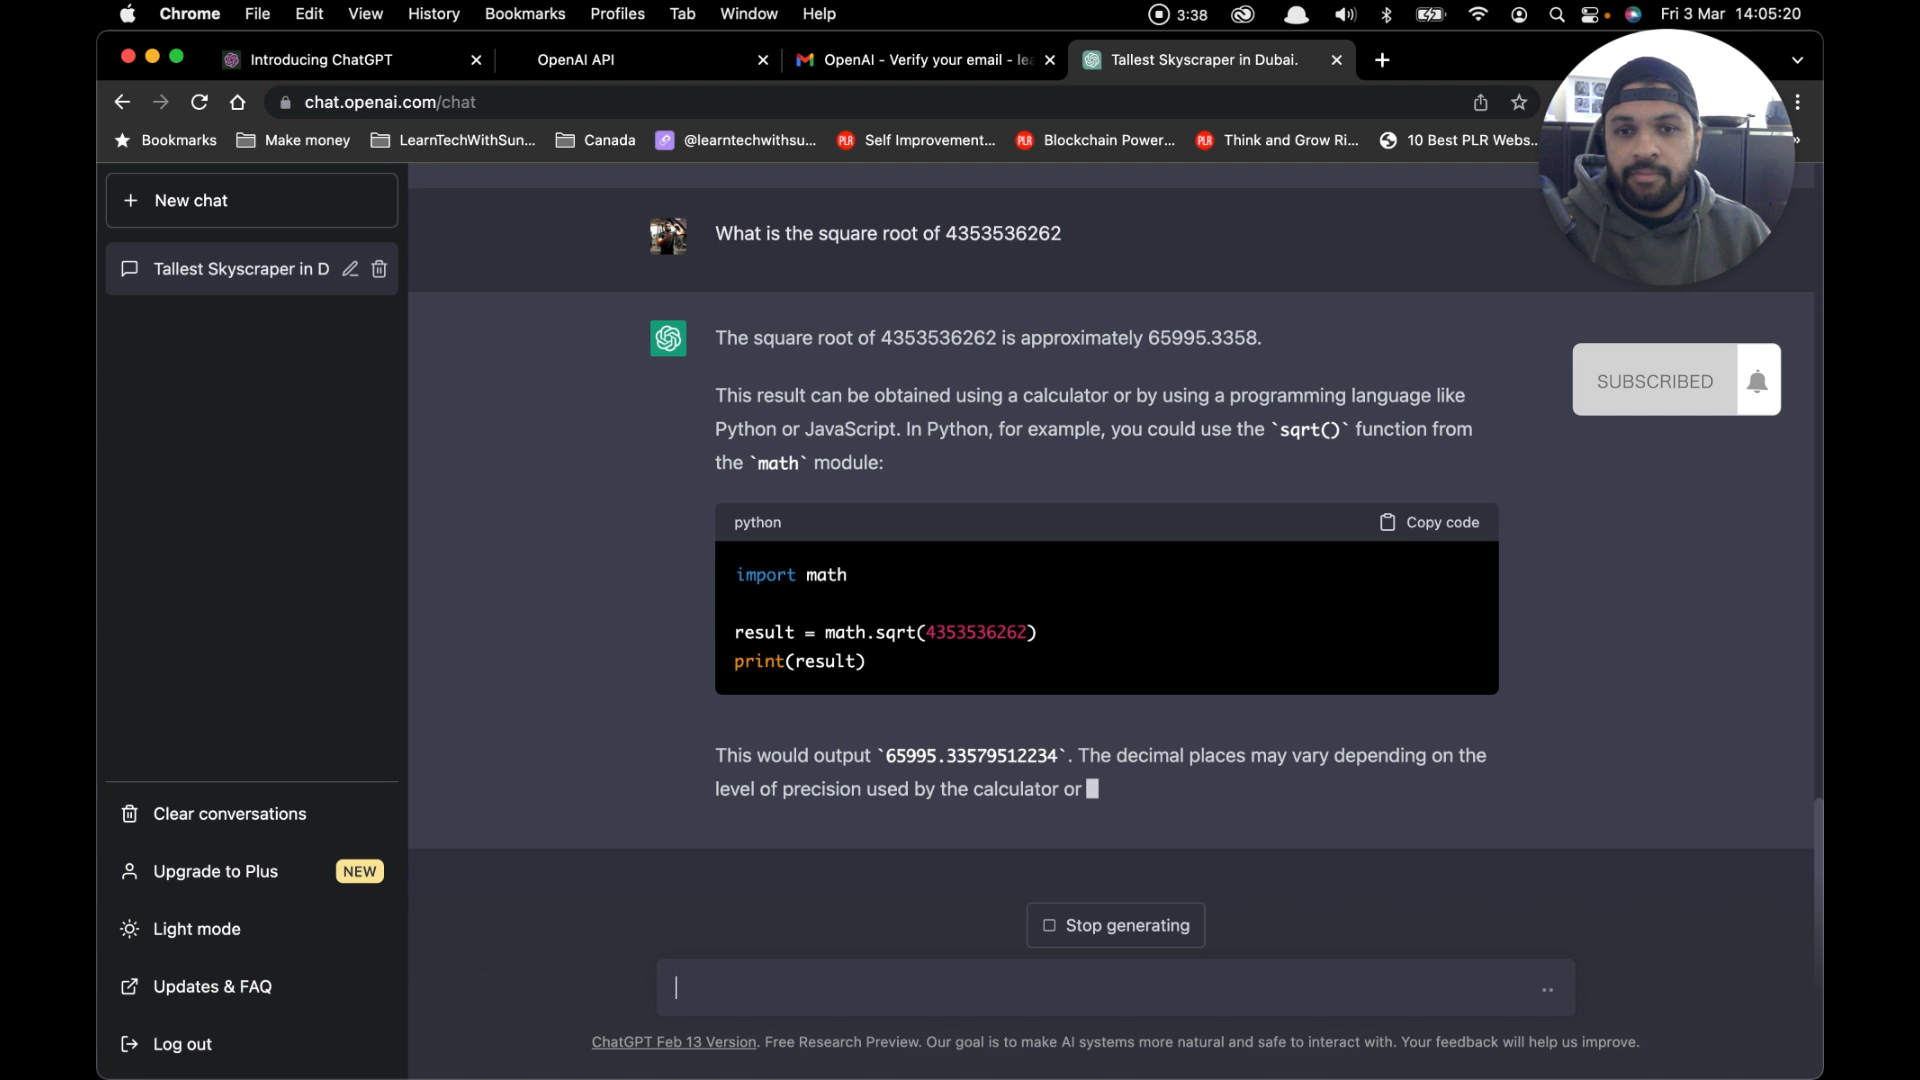 Chrome File Edit View History Bookmarks Profiles Tab Window Help 3:38 Fri 3 Mar 14:05:20
Introducing ChatGPT OpenAI API OpenAI - Verify your email - lea Tallest Skyscraper in Dubai.
chat.openai.com/chat
Bookmarks Make money LearnTechWithSun... Canada @learntechwithsu... PLR Self Improvement... PLR Blockchain Power... PLR Think and Grow Ri... 10 Best PLR Webs... »
+ New chat
Tallest Skyscraper in D
What is the square root of 4353536262
The square root of 4353536262 is approximately 65995.3358.
This result can be obtained using a calculator or by using a programming language like
Python or JavaScript. In Python, for example, you could use the `sqrt()` function from
the `math` module:
python Copy code
import math
result = math.sqrt(4353536262)
print(result)
This would output `65995.33579512234`. The decimal places may vary depending on the
level of precision used by the calculator or
SUBSCRIBED
Clear conversations
Upgrade to Plus NEW
Light mode
Updates & FAQ
Log out
Stop generating
ChatGPT Feb 13 Version. Free Research Preview. Our goal is to make AI systems more natural and safe to interact with. Your feedback will help us improve.